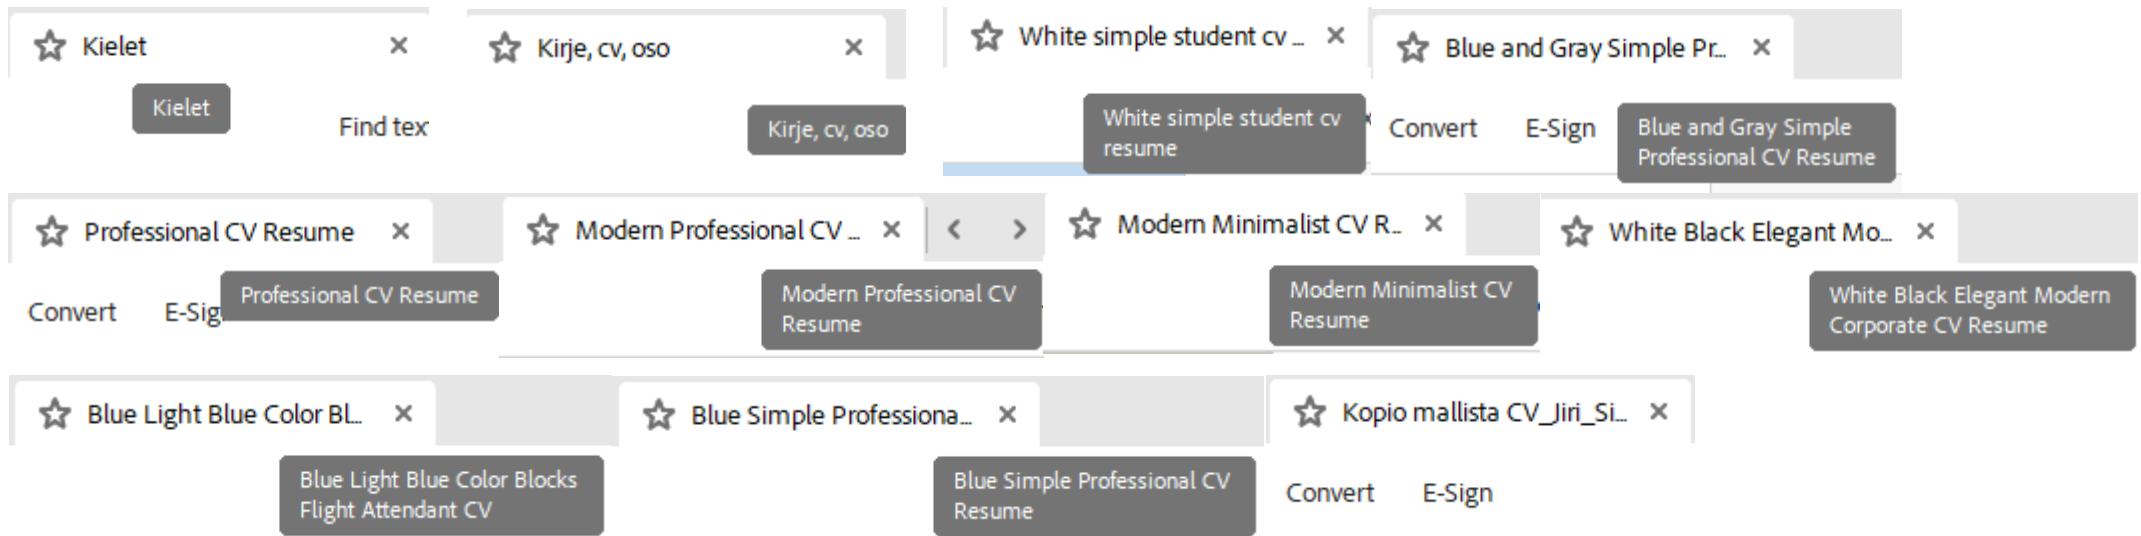 Kielet
Kielet
Find tex
Kirje, cv, oso
Kirje, cv, oso
White simple student cv ...
White simple student cv
resume
Blue and Gray Simple Pr...
Convert E-Sign
Blue and Gray Simple
Professional CV Resume
Professional CV Resume
Professional CV Resume
Convert E-Sig
Modern Professional CV ...
Modern Professional CV
Resume
Modern Minimalist CV R...
Modern Minimalist CV
Resume
White Black Elegant Mo...
White Black Elegant Modern
Corporate CV Resume
Blue Light Blue Color Bl...
Blue Light Blue Color Blocks
Flight Attendant CV
Blue Simple Professiona...
Blue Simple Professional CV
Resume
Kopio mallista CV_Jiri_Si...
Convert E-Sign